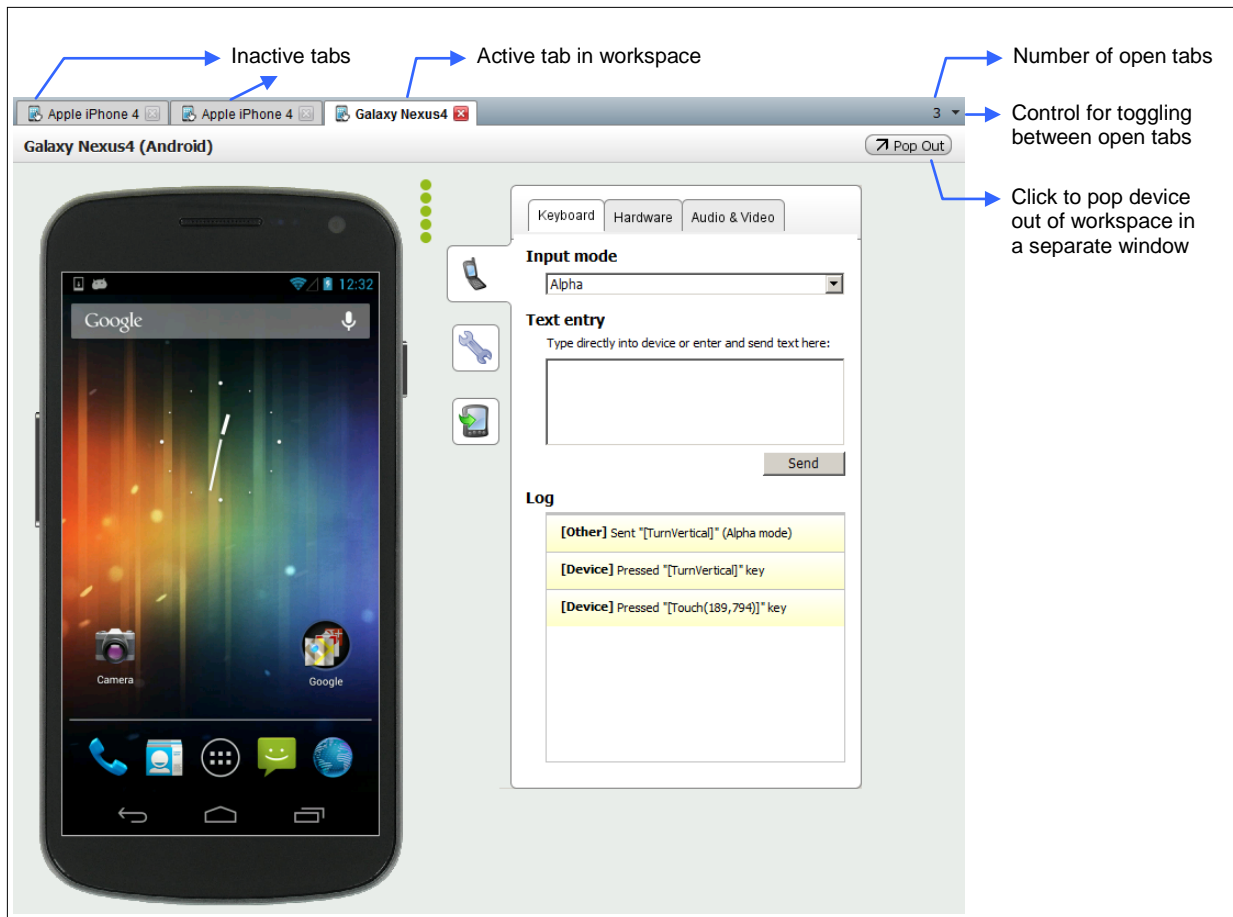 Inactive tabs
Active tab in workspace
Number of open tabs
Apple iPhone 4
Apple iPhone 4
Galaxy Nexus4
3
Control for toggling
between open tabs
Galaxy Nexus4 (Android)
Pop Out
Click to pop device
out of workspace in
a separate window
Keyboard
Hardware
Audio & Video
Input mode
Alpha
12:32
Google
Text entry
Type directly into device or enter and send text here:
Send
Log
[Other] Sent "[TurnVertical]" (Alpha mode)
[Device] Pressed "[TurnVertical]" key
[Device] Pressed "[Touch(189,794)]" key
Camera
Google